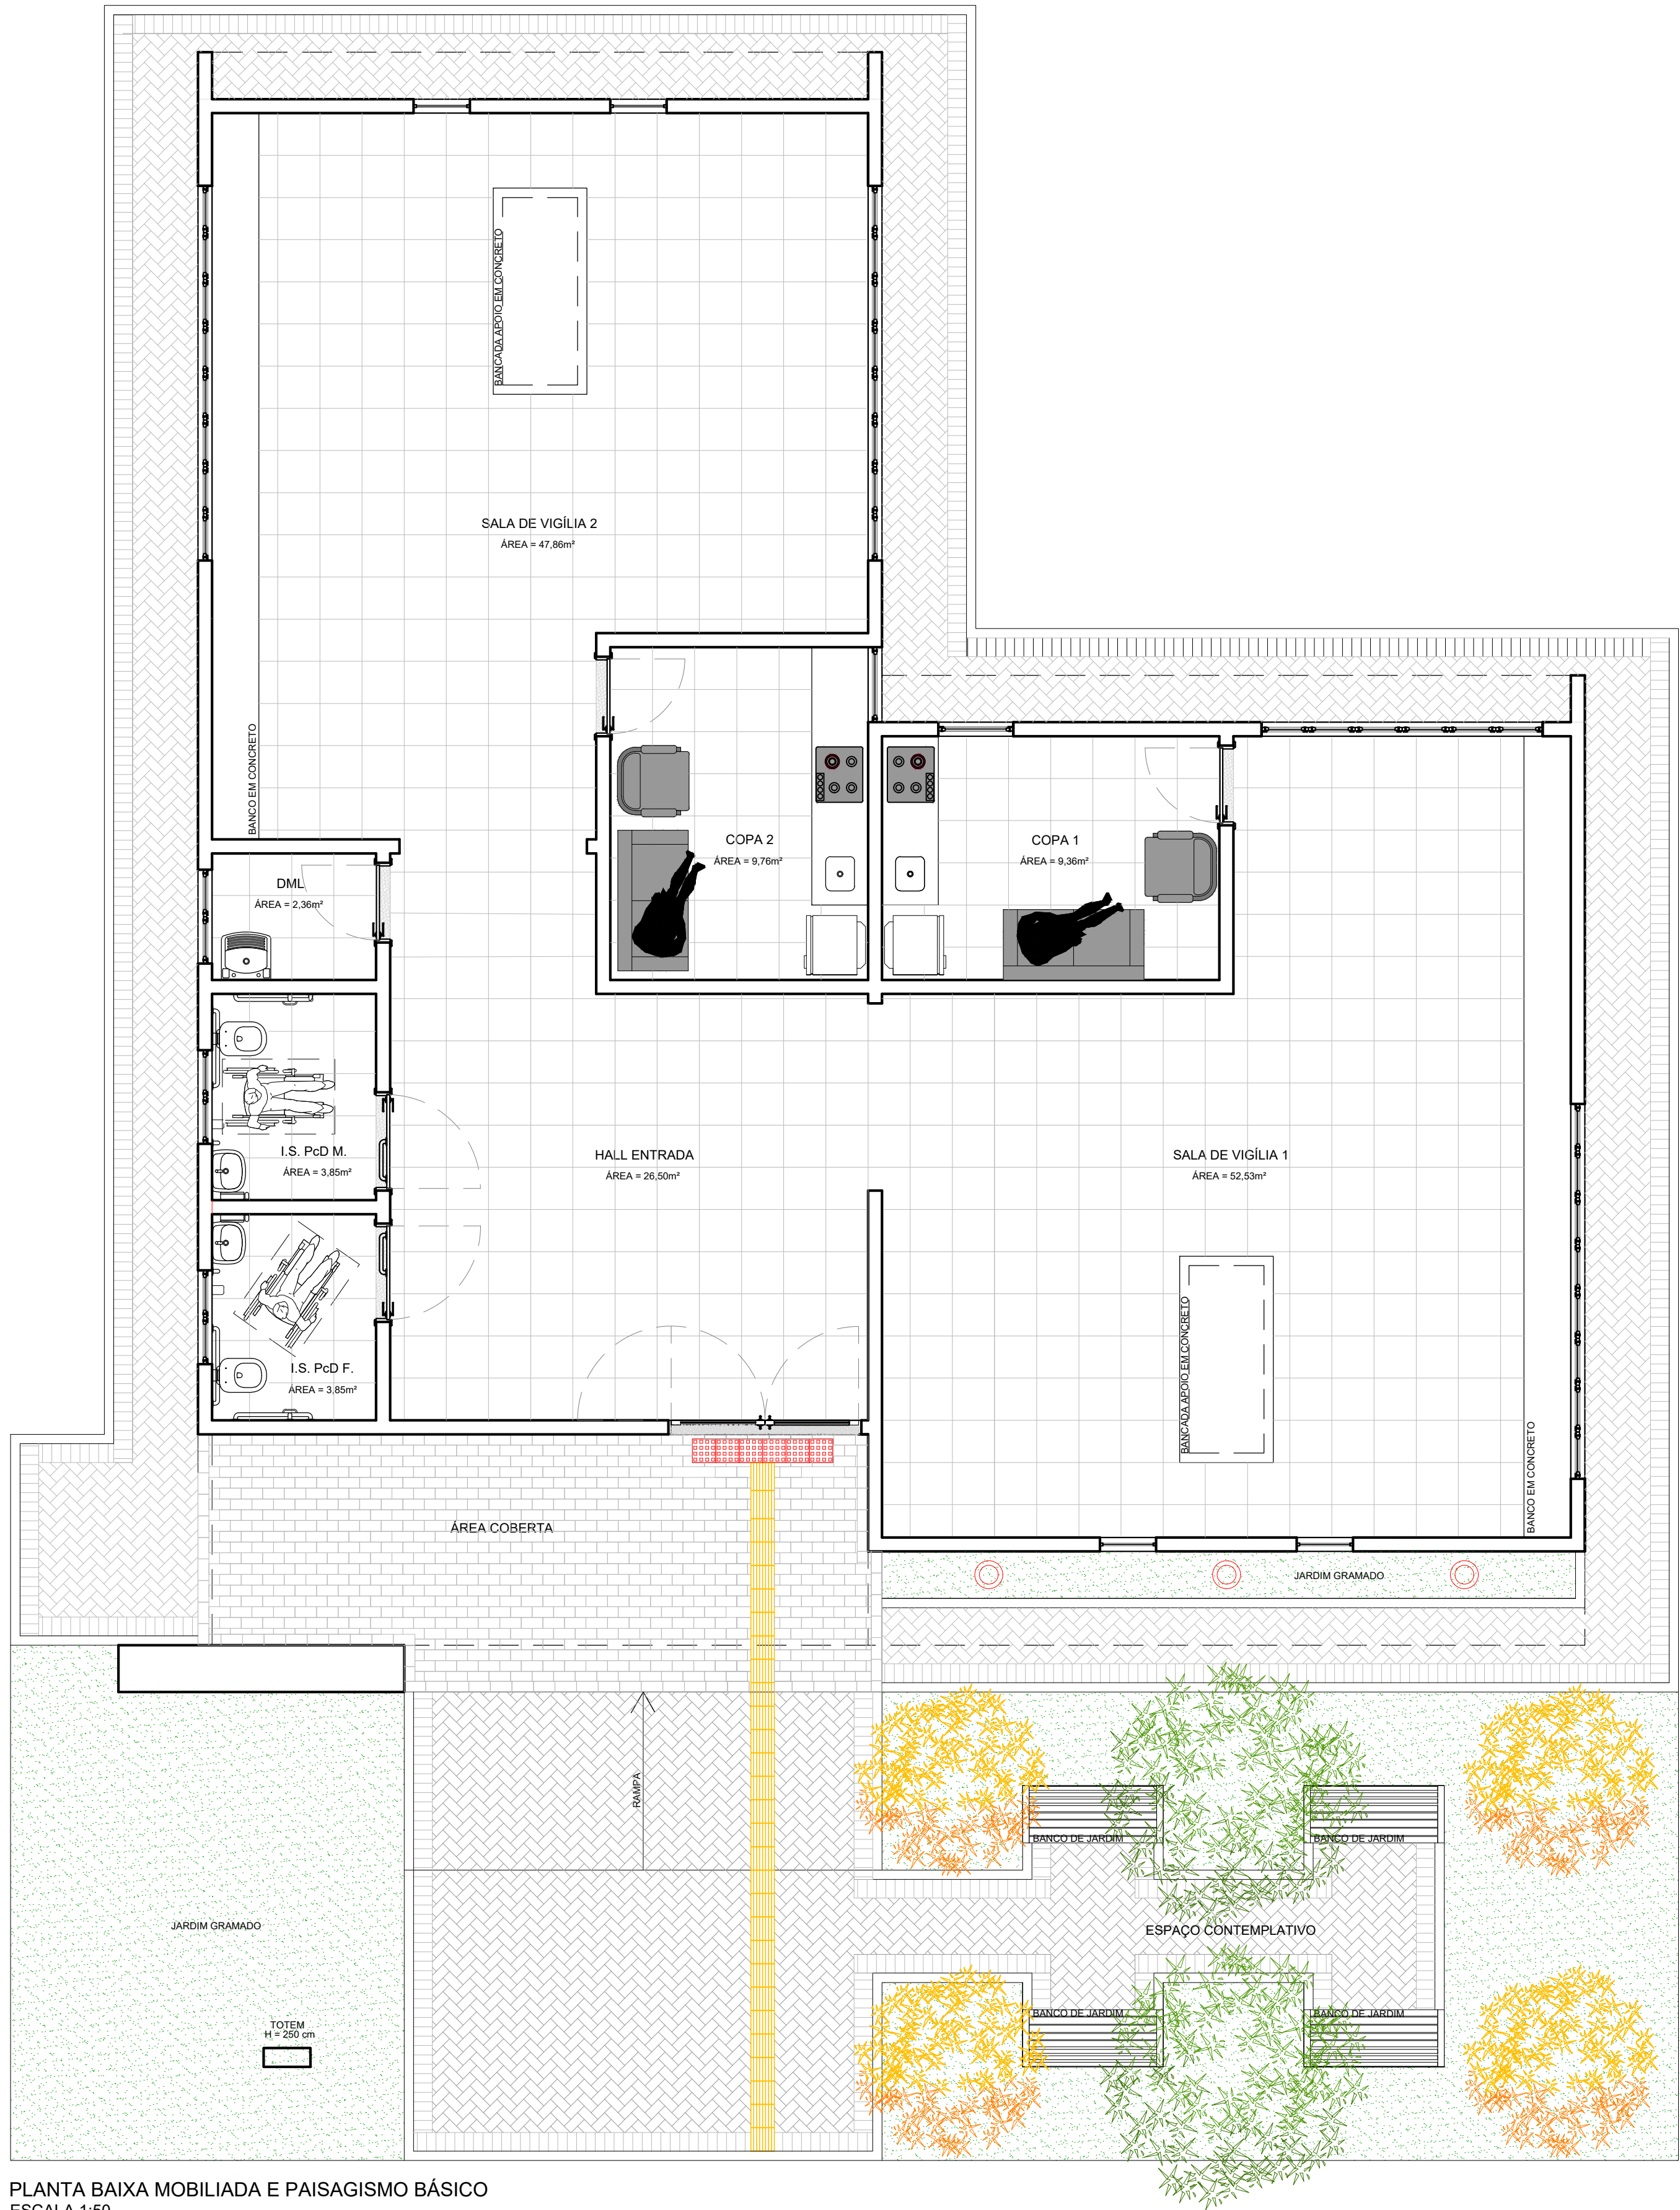 BANCADA APOIO EM CONCRETO
SALA DE VIGÍLIA 2
ÁREA = 47,86m²
BANCO EM CONCRETO
COPA 2
ÁREA = 9,76m²
COPA 1
ÁREA = 9,36m²
DML
ÁREA = 2,36m²
I.S. PcD M.
ÁREA = 3,85m²
HALL ENTRADA
ÁREA = 26,50m²
SALA DE VIGÍLIA 1
ÁREA = 52,53m²
BANCADA APOIO EM CONCRETO
I.S. PcD F.
ÁREA = 3,85m²
BANCO EM CONCRETO
ÁREA COBERTA
JARDIM GRAMADO
RAMPA
BANCO DE JARDIM
BANCO DE JARDIM
JARDIM GRAMADO
ESPAÇO CONTEMPLATIVO
BANCO DE JARDIM
BANCO DE JARDIM
TOTEM
H = 250 cm
PLANTA BAIXA MOBILIADA E PAISAGISMO BÁSICO
ESCALA 1:50